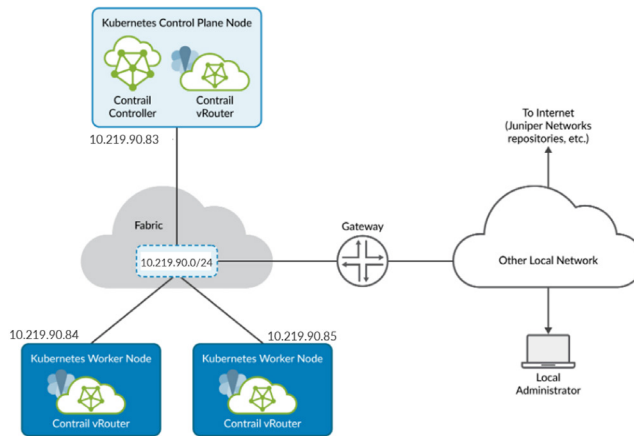 Kubernetes Control Plane Node
Contrail
Controller
Contrail
vRouter
10.219.90.83
To Internet
(Juniper Networks
repositories, etc.)
Fabric
Gateway
10.219.90.0/24
Other Local Network
10.219.90.84
10.219.90.85
Kubernetes Worker Node
Contrail vRouter
Kubernetes Worker Node
Contrail vRouter
Local
Administrator